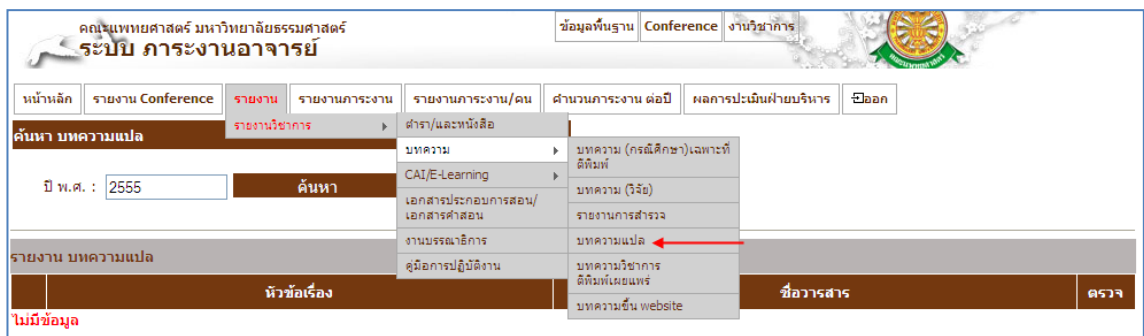 คณะแพทยศาสตร์ มหาวิทยาลัยธรรมศาสตร์
ระบบ ภาระงานอาจารย์
ข้อมูลพื้นฐาน Conference งานวิชาการ
หน้าหลัก รายงาน Conference รายงาน รายงานภาระงาน รายงานภาระงาน/คน คำนวนภาระงาน ต่อปี ผลการประเมินฝ่ายบริหาร ออก
ค้นหา บทความแปล
รายงานวิชาการ
ตำรา/และหนังสือ
บทความ
CAI/E-Learning
เอกสารประกอบการสอน/
เอกสารคำสอน
งานบรรณาธิการ
คู่มือการปฏิบัติงาน
บทความ (กรณีศึกษา)เฉพาะที่
ตีพิมพ์
บทความ (วิจัย)
รายงานการสำรวจ
บทความแปล
บทความวิชาการ
ตีพิมพ์เผยแพร่
บทความขึ้น website
ปี พ.ศ. : 2555 ค้นหา
รายงาน บทความแปล
หัวข้อเรื่อง ชื่อวารสาร ตรวจ
ไม่มีข้อมูล